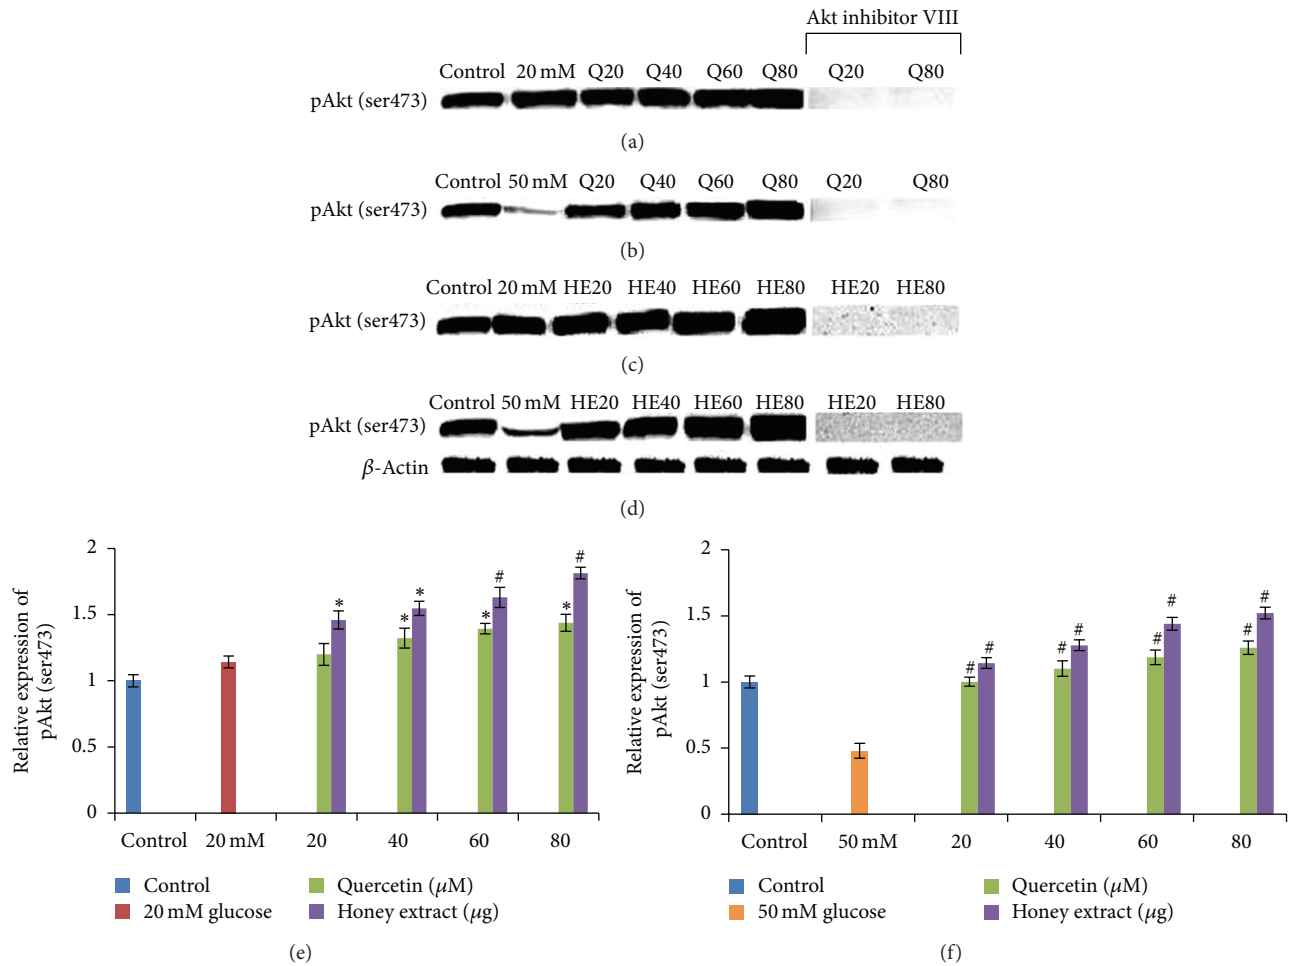 Akt inhibitor VIII
Control 20 mM Q20 Q40 Q60 Q80 Q20 Q80
pAkt (ser473)
(a)
Control 50 mM Q20 Q40 Q60 Q80 Q20 Q80
pAkt (ser473)
(b)
Control 20 mM HE20 HE40 HE60 HE80 HE20 HE80
pAkt (ser473)
(c)
Control 50 mM HE20 HE40 HE60 HE80 HE20 HE80
pAkt (ser473)
β-Actin
(d)
Relative expression of
pAkt (ser473)
2
1.5
1
0.5
0
* * * * * # #
Control 20 mM 20 40 60 80
Control
20 mM glucose
Quercetin (μM)
Honey extract (μg)
(e)
Relative expression of
pAkt (ser473)
2
1.5
1
0.5
0
# # # # # # # #
Control 50 mM 20 40 60 80
Control
50 mM glucose
Quercetin (μM)
Honey extract (μg)
(f)